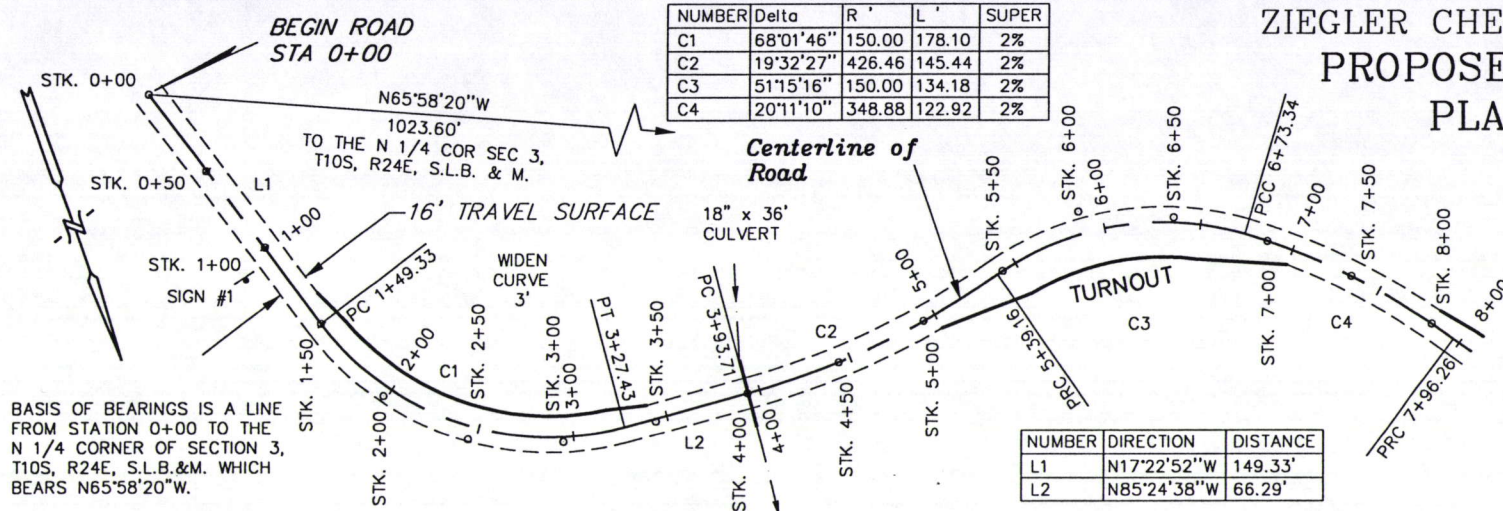 BEGIN ROAD
STA 0+00
STK. 0+00
N65°58'20"W
1023.60'
TO THE N 1/4 COR SEC 3,
T10S, R24E, S.L.B. & M.
NUMBER Delta R ' L ' SUPER
C1 68°01'46" 150.00 178.10 2%
C2 19°32'27" 426.46 145.44 2%
C3 51°15'16" 150.00 134.18 2%
C4 20°11'10" 348.88 122.92 2%
ZIEGLER CHE
PROPOSE
PLA
STK. 0+50
L1
1+00
STK. 1+00
SIGN #1
16' TRAVEL SURFACE
PC 1+49.33
STK. 1+50
2+00
STK. 2+00
C1
WIDEN
CURVE
3'
STK. 2+50
STK. 3+00
3+00
PT 3+27.43
STK. 3+50
L2
18" x 36'
CULVERT
PC 3+93.71
STK. 4+00
4+00
C2
STK. 4+50
Centerline of
Road
5+00
STK. 5+00
STK. 5+50
PRC 5+39.16
STK. 6+00
6+00
TURNOUT
C3
STK. 6+50
PCC 6+73.34
7+00
STK. 7+00
STK. 7+50
C4
STK. 8+00
8+00
PRC 7+96.26
BASIS OF BEARINGS IS A LINE
FROM STATION 0+00 TO THE
N 1/4 CORNER OF SECTION 3,
T10S, R24E, S.L.B.&M. WHICH
BEARS N65°58'20"W.
NUMBER DIRECTION DISTANCE
L1 N17°22'52"W 149.33'
L2 N85°24'38"W 66.29'